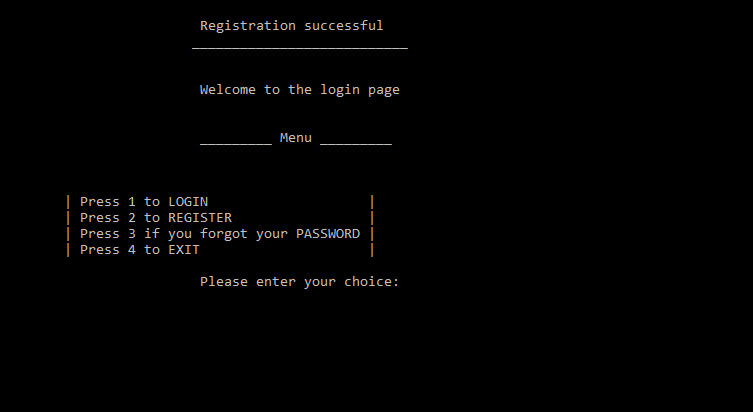 Registration successful
___________________________
Welcome to the login page
_________ Menu _________
| Press 1 to LOGIN |
| Press 2 to REGISTER |
| Press 3 if you forgot your PASSWORD |
| Press 4 to EXIT |
Please enter your choice: